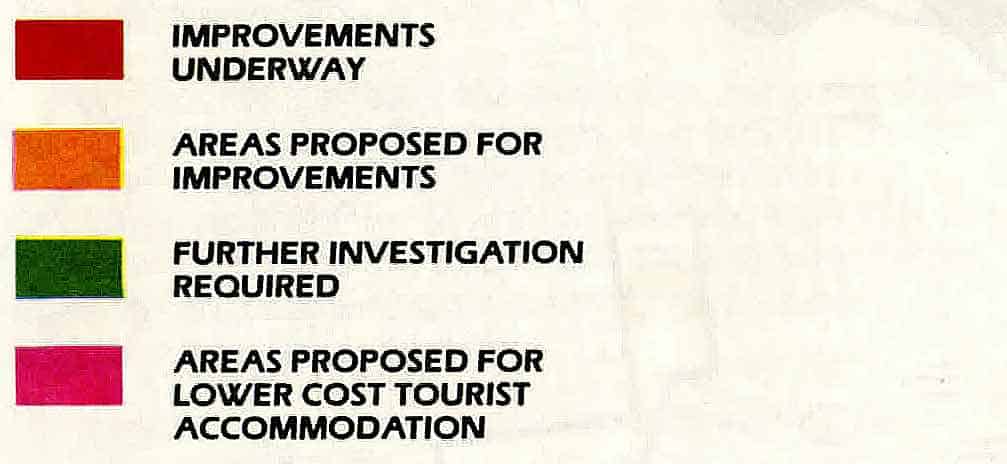 IMPROVEMENTS
UNDERWAY
AREAS PROPOSED FOR
IMPROVEMENTS
FURTHER INVESTIGATION
REQUIRED
AREAS PROPOSED FOR
LOWER COST TOURIST
ACCOMMODATION